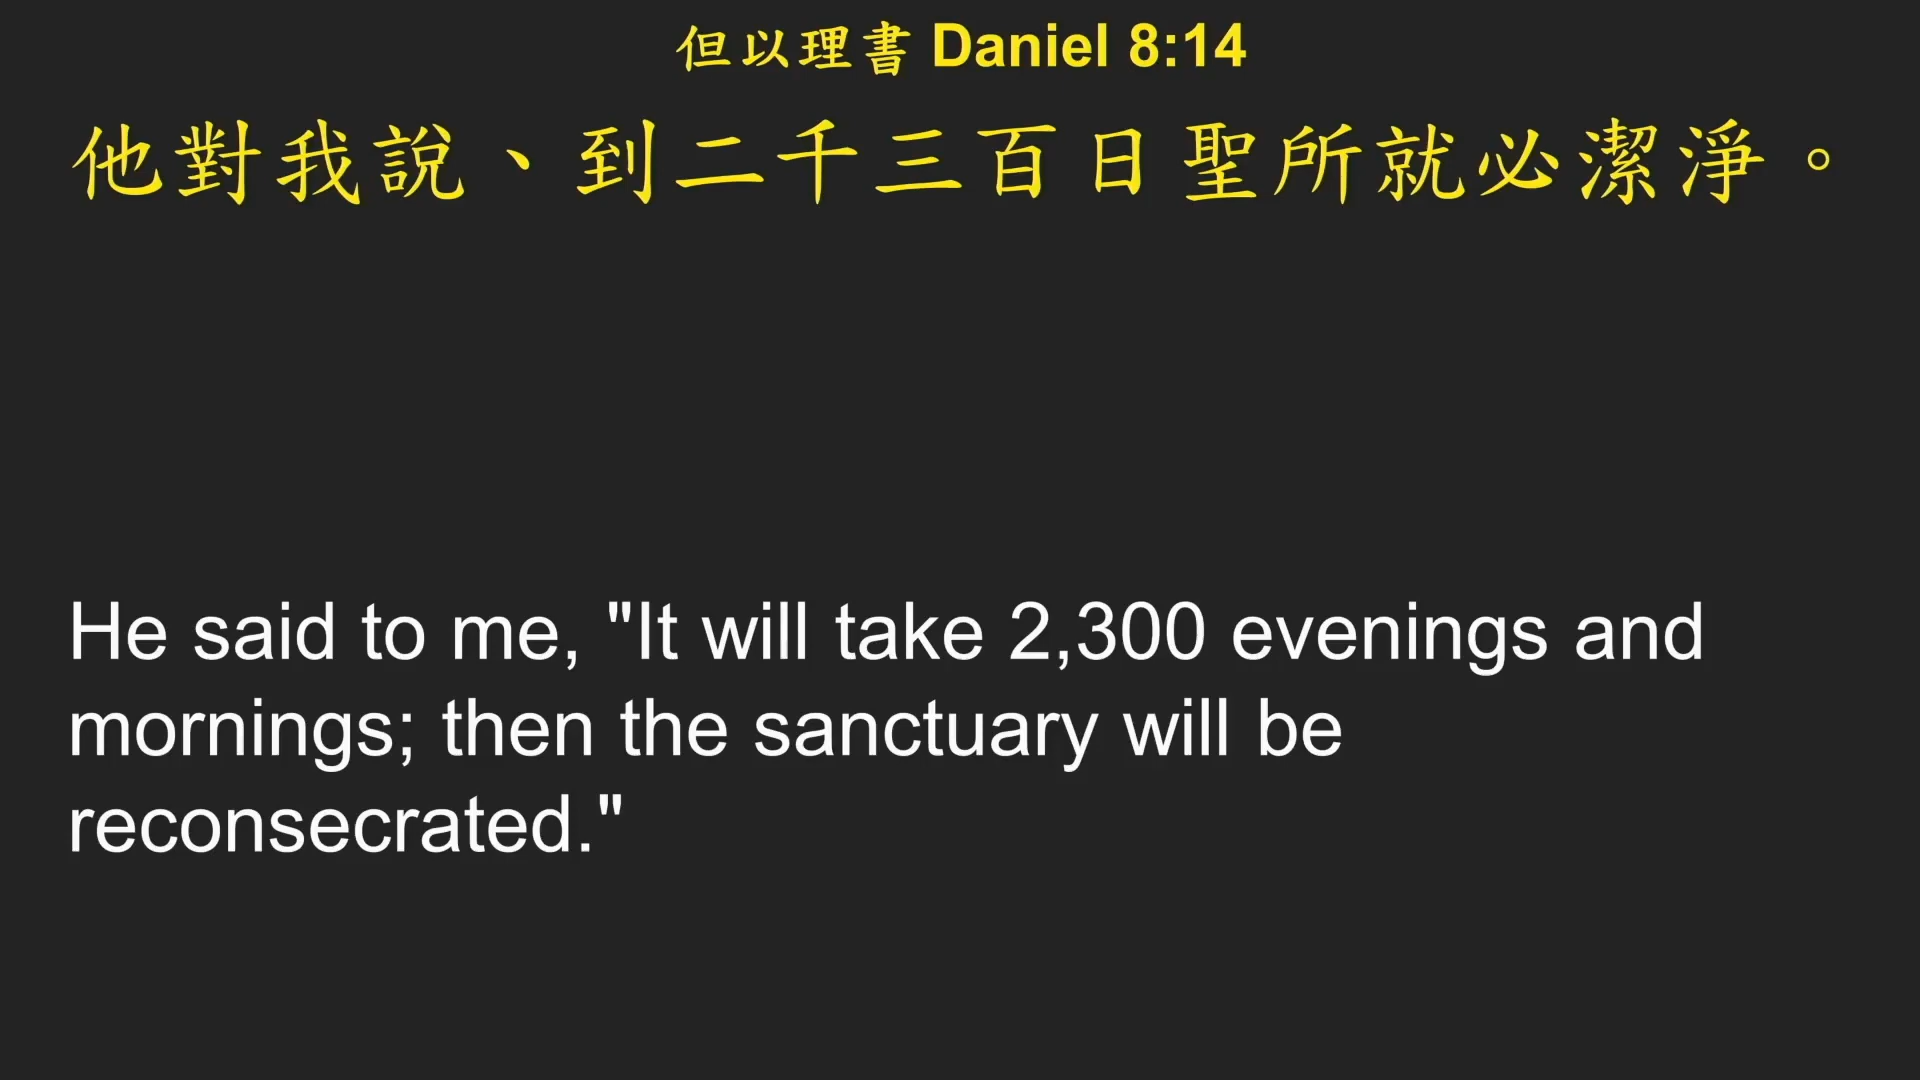 但以理書 Daniel 8:14
他對我說、到二千三百日聖所就必潔淨。
He said to me, "It will take 2,300 evenings and
mornings; then the sanctuary will be
reconsecrated."